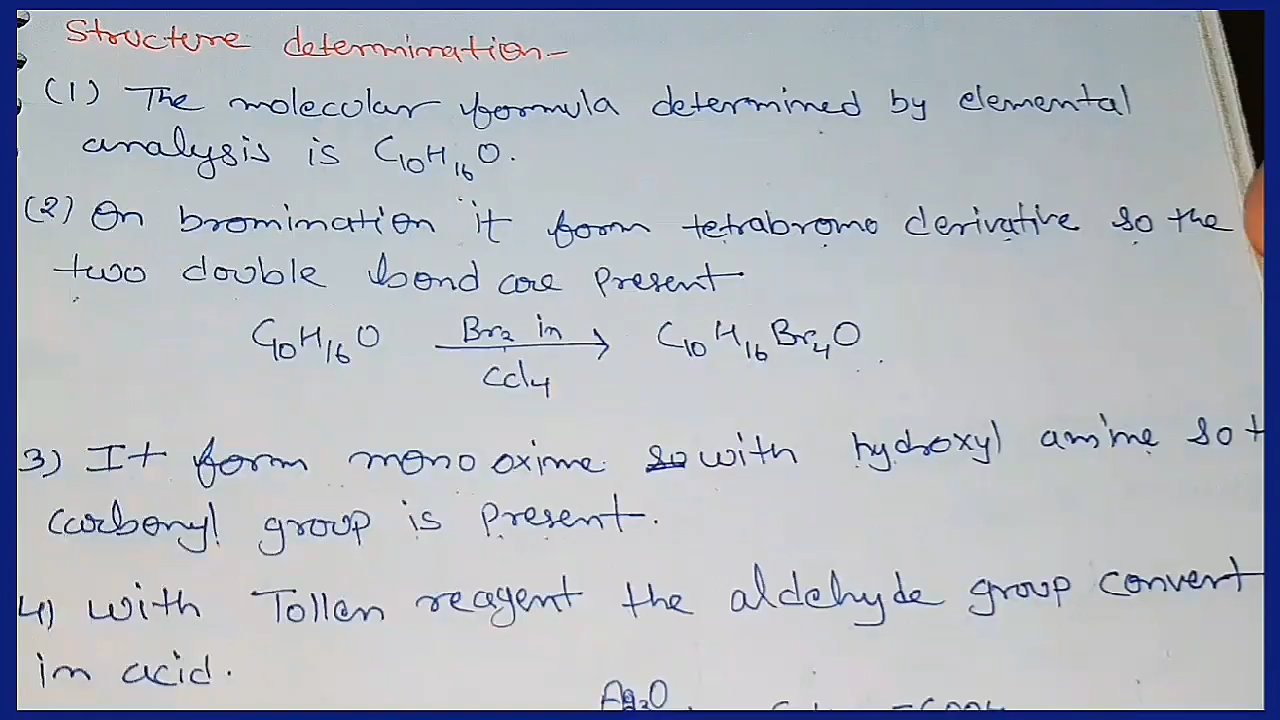 Structure determination-
(1) The molecular formula determined by elemental
analysis is C10H16O.
(2) On bromination it form tetrabromo derivative so the
two double bond are present
C10H16O Br2 in C10H16Br4O
CCl4
3) It form mono oxime with hydroxyl amine so
carbonyl group is present.
4) with Tollen reagent the aldehyde group convert
in acid.
Ag2O